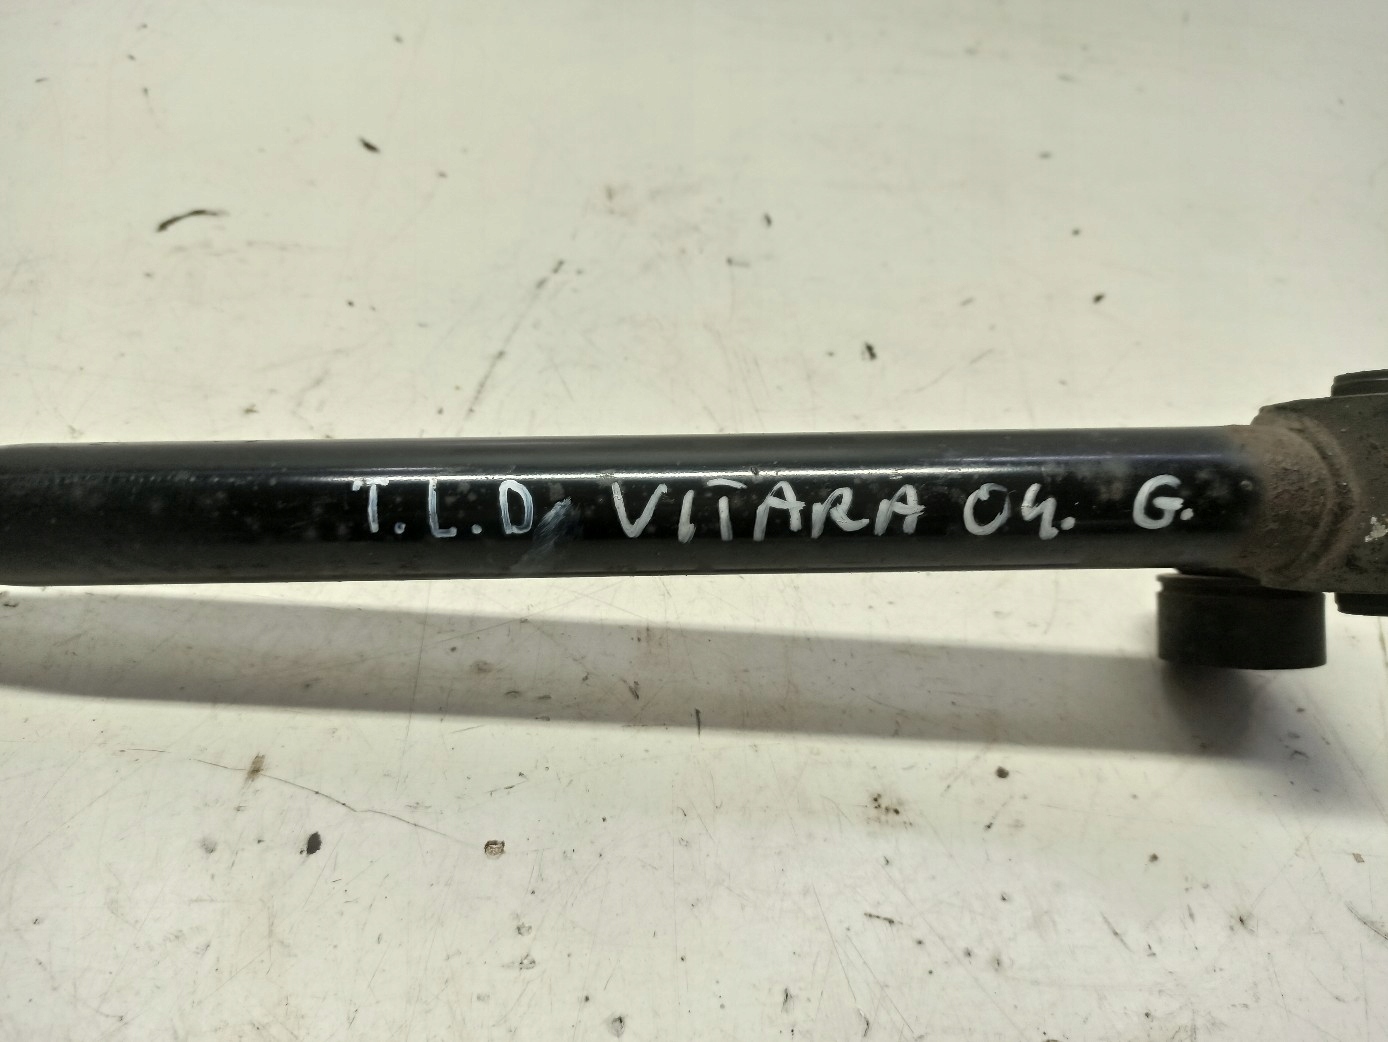 T.L.D, VITARA 04. G.